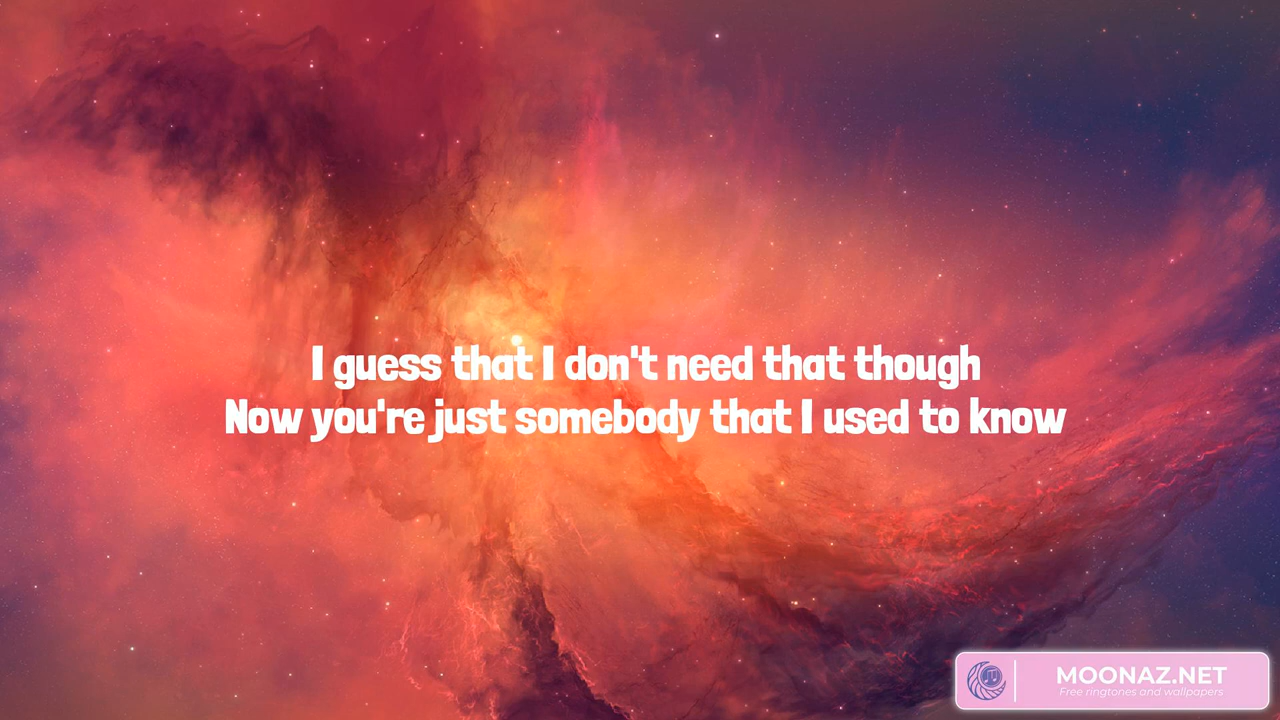 I guess that I don't need that though
Now you're just somebody that I used to know
MOONAZ.NET
Free ringtones and wallpapers